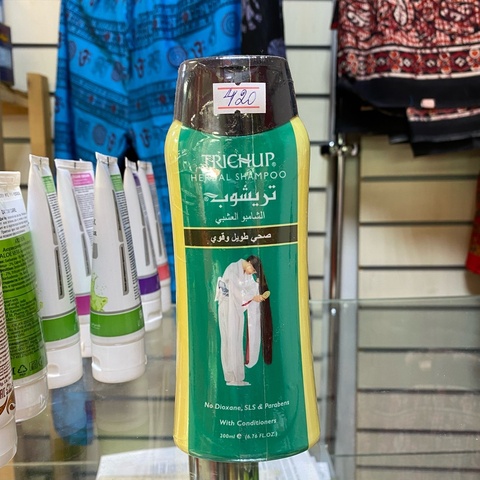 420
TRICHUP®
HERBAL SHAMPOO
تريشوب®
الشامبو العشبي
صحي طويل وقوي
No Dioxane, SLS & Parabens
With Conditioners
200ml ℮ (6.76 FL.OZ.)